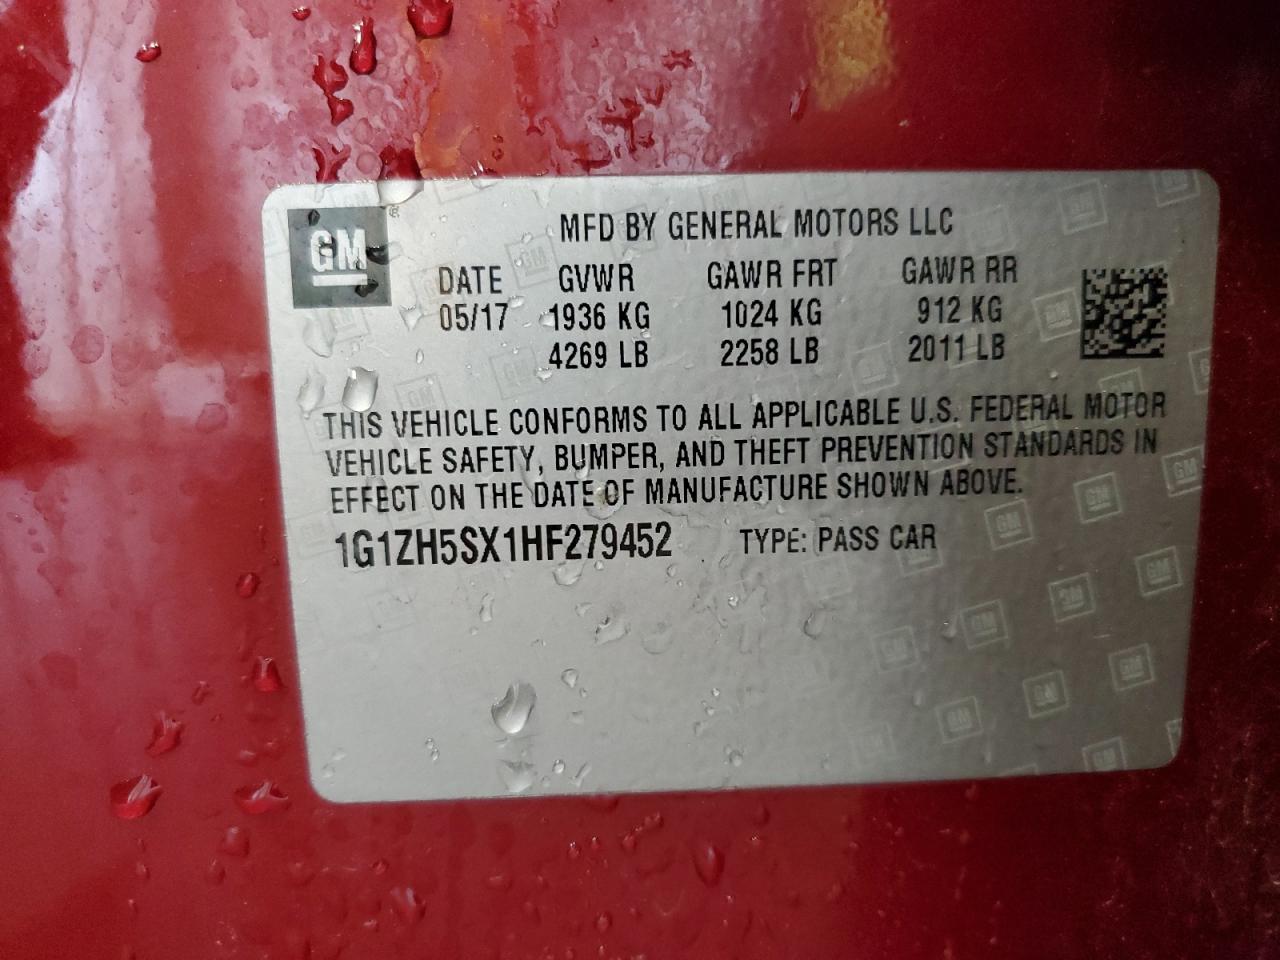 GM ®
MFD BY GENERAL MOTORS LLC
DATE GVWR GAWR FRT GAWR RR
05/17 1936 KG 1024 KG 912 KG
4269 LB 2258 LB 2011 LB
THIS VEHICLE CONFORMS TO ALL APPLICABLE U.S. FEDERAL MOTOR
VEHICLE SAFETY, BUMPER, AND THEFT PREVENTION STANDARDS IN
EFFECT ON THE DATE OF MANUFACTURE SHOWN ABOVE.
1G1ZH5SX1HF279452 TYPE: PASS CAR